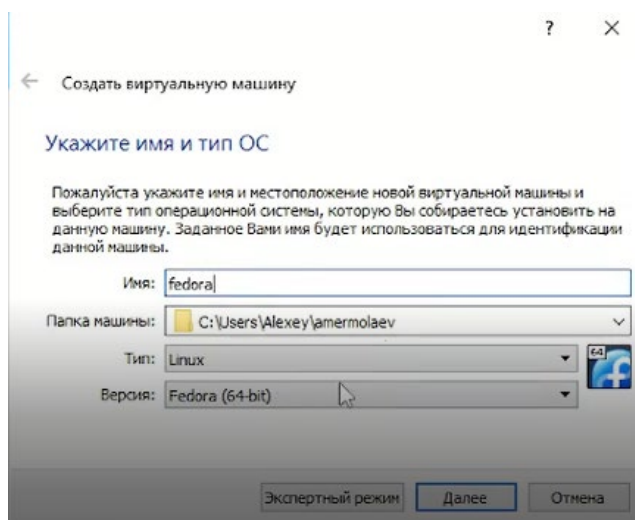 ?
Создать виртуальную машину
Укажите имя и тип ОС
Пожалуйста укажите имя и местоположение новой виртуальной машины и
выберите тип операционной системы, которую Вы собираетесь установить на
данную машину. Заданное Вами имя будет использоваться для идентификации
данной машины.
Имя: fedora
Папка машины: C:\Users\Alexey\amermolaev
Тип: Linux
64
Версия: Fedora (64-bit)
Экспертный режим Далее Отмена